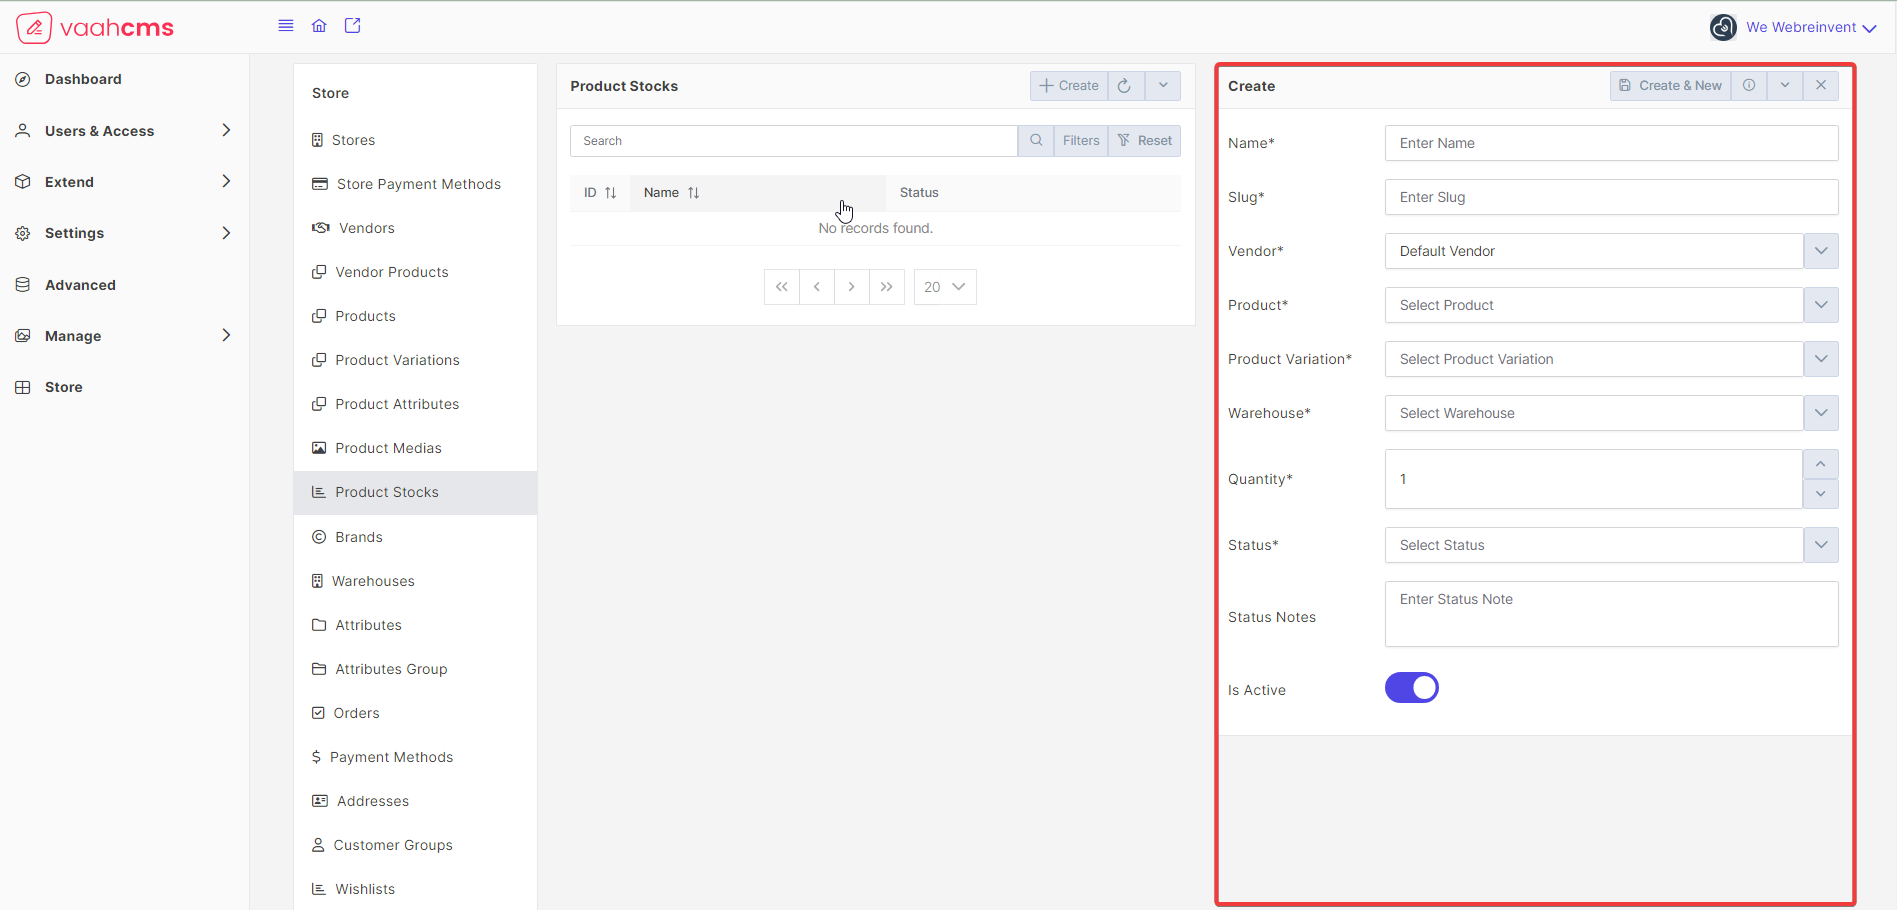 vaahcms
We Webreinvent
Dashboard
Users & Access
Extend
Settings
Advanced
Manage
Store
Store
Stores
Store Payment Methods
Vendors
Vendor Products
Products
Product Variations
Product Attributes
Product Medias
Product Stocks
Brands
Warehouses
Attributes
Attributes Group
Orders
Payment Methods
Addresses
Customer Groups
Wishlists
Product Stocks
Create
Search
Filters
Reset
ID
Name
Status
No records found.
20
Create
Create & New
Name*
Enter Name
Slug*
Enter Slug
Vendor*
Default Vendor
Product*
Select Product
Product Variation*
Select Product Variation
Warehouse*
Select Warehouse
Quantity*
1
Status*
Select Status
Status Notes
Enter Status Note
Is Active